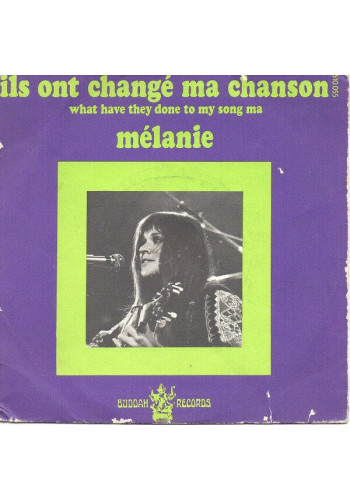 ils ont changé ma chanson
what have they done to my song ma
mélanie
BUDDAH RECORDS